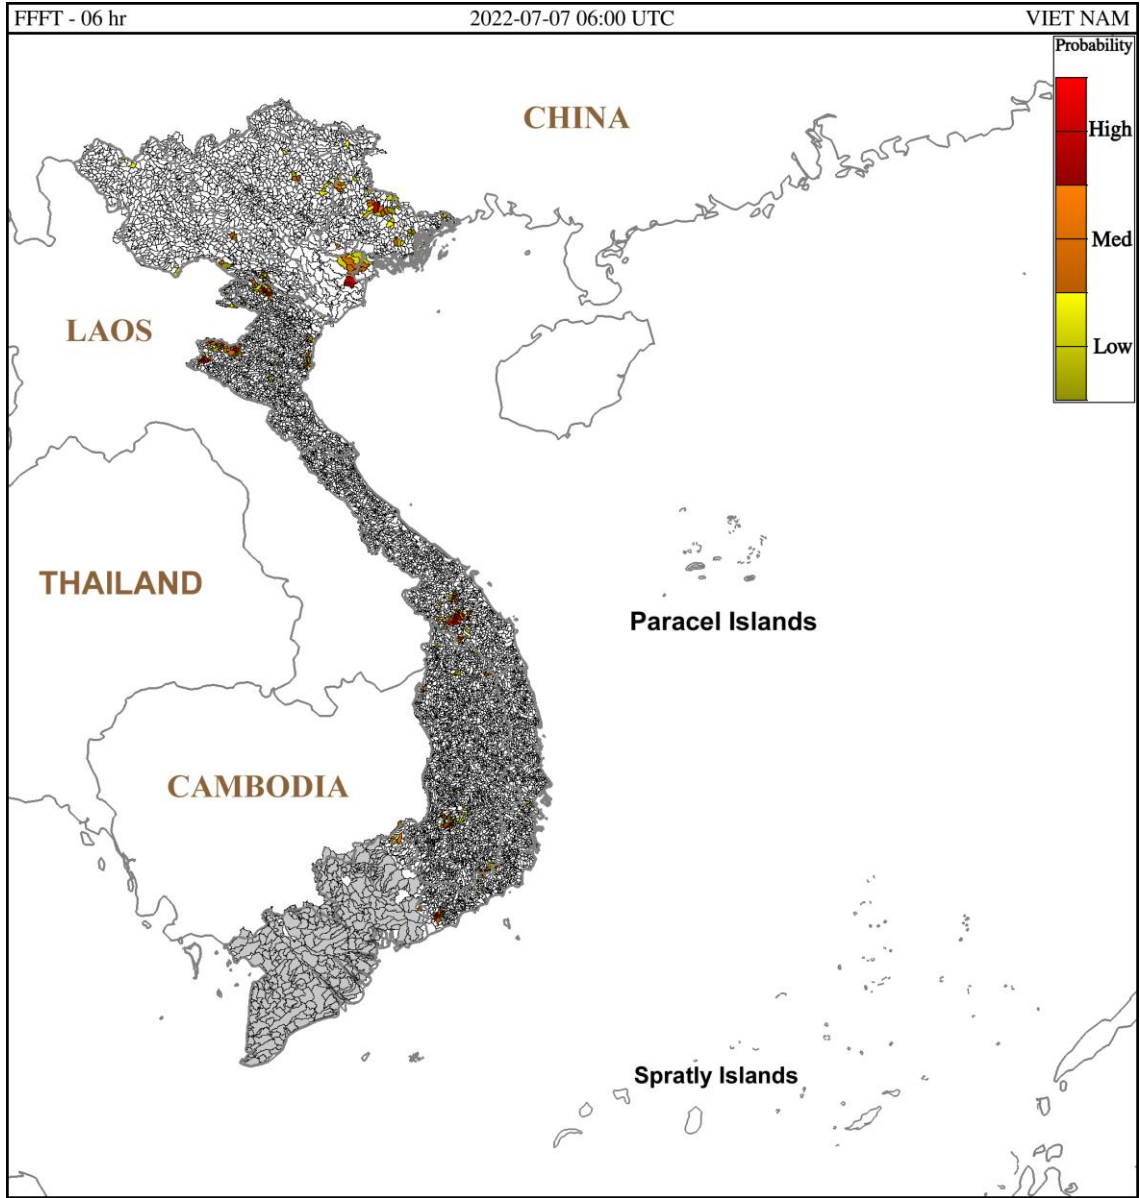 FFFT - 06 hr
2022-07-07 06:00 UTC
VIET NAM
Probability
CHINA
High
Med
LAOS
Low
THAILAND
Paracel Islands
CAMBODIA
Spratly Islands